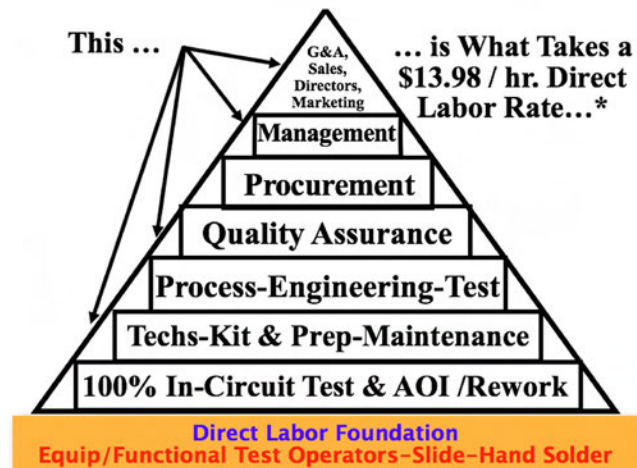 This ...
... is What Takes a
$13.98 / hr. Direct
Labor Rate...*
G&A,
Sales,
Directors,
Marketing
Management
Procurement
Quality Assurance
Process-Engineering-Test
Techs-Kit & Prep-Maintenance
100% In-Circuit Test & AOI /Rework
Direct Labor Foundation
Equip/Functional Test Operators-Slide-Hand Solder